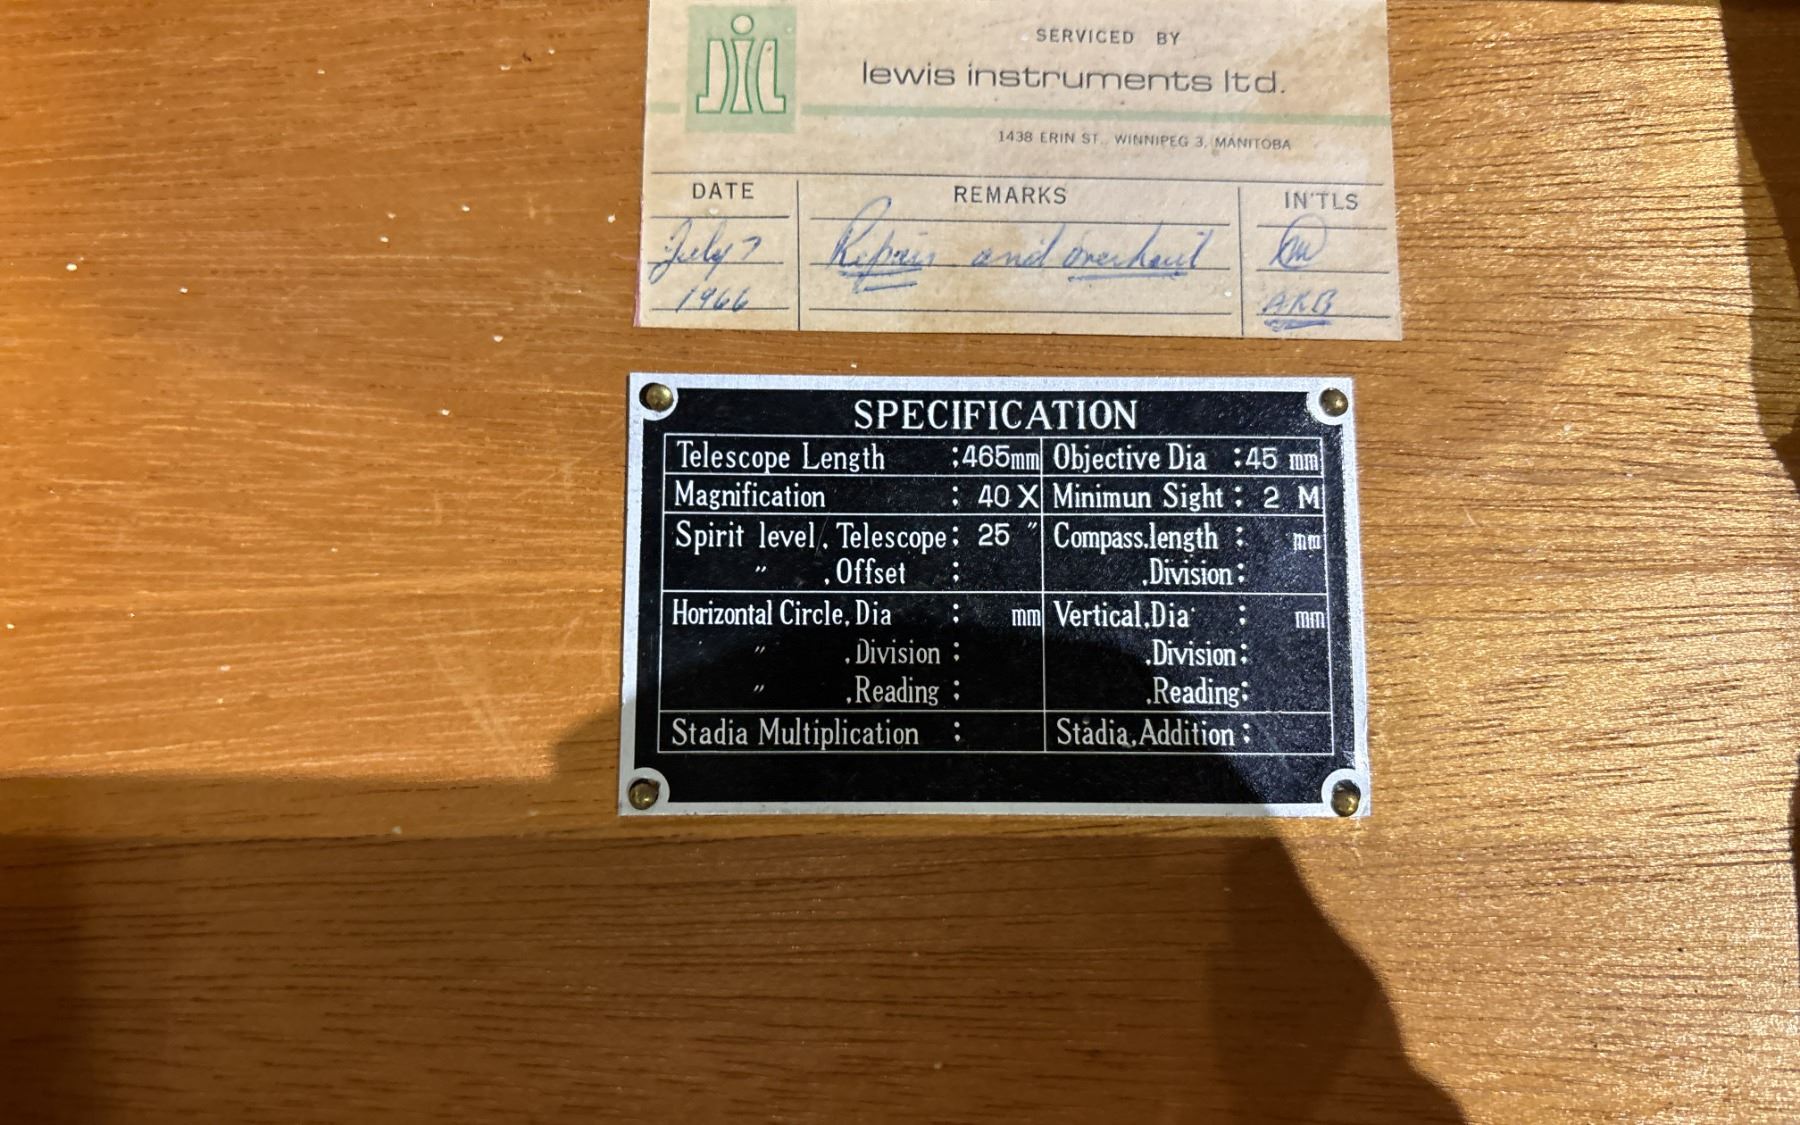 SERVICED BY
lewis instruments ltd.
1438 ERIN ST., WINNIPEG 3, MANITOBA
DATE REMARKS IN'TLS
July 7 Repair and overhaul
1966 AKB
SPECIFICATION
Telescope Length :465mm Objective Dia :45 mm
Magnification : 40 X Minimun Sight : 2 M
Spirit level, Telescope: 25 " Compass.length : mm
" ,Offset : ,Division:
Horizontal Circle, Dia : mm Vertical,Dia : mm
" ,Division : ,Division:
" ,Reading : ,Reading:
Stadia Multiplication : Stadia,Addition :